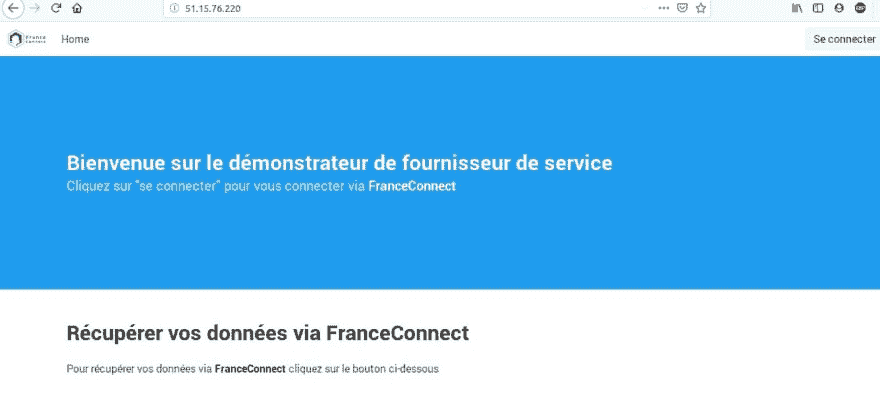 51.15.76.220
France
Connect
Home
Se connecter
Bienvenue sur le démonstrateur de fournisseur de service
Cliquez sur "se connecter" pour vous connecter via FranceConnect
Récupérer vos données via FranceConnect
Pour récupérer vos données via FranceConnect cliquez sur le bouton ci-dessous